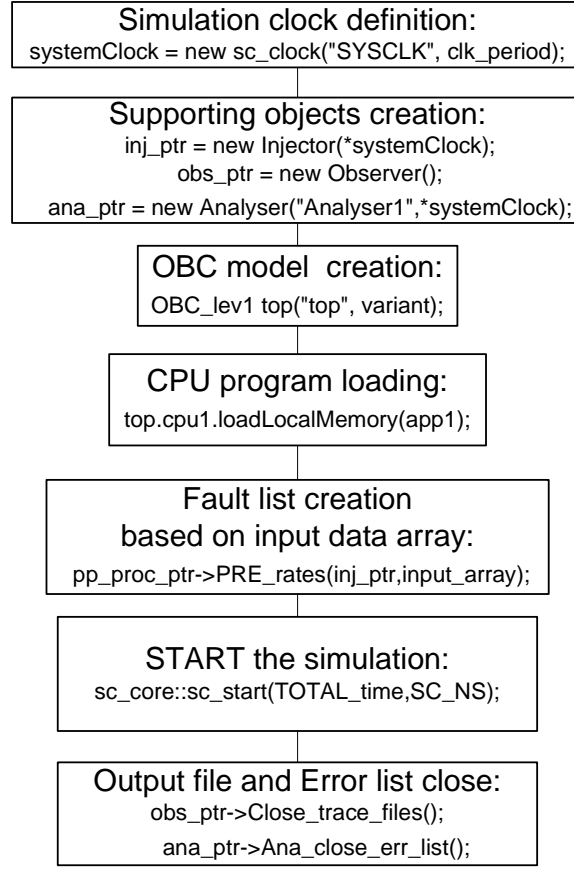 Simulation clock definition:
systemClock = new sc_clock("SYSCLK", clk_period);
Supporting objects creation:
inj_ptr = new Injector(*systemClock);
obs_ptr = new Observer();
ana_ptr = new Analyser("Analyser1",*systemClock);
OBC model creation:
OBC_lev1 top("top", variant);
CPU program loading:
top.cpu1.loadLocalMemory(app1);
Fault list creation
based on input data array:
pp_proc_ptr->PRE_rates(inj_ptr,input_array);
START the simulation:
sc_core::sc_start(TOTAL_time,SC_NS);
Output file and Error list close:
obs_ptr->Close_trace_files();
ana_ptr->Ana_close_err_list();